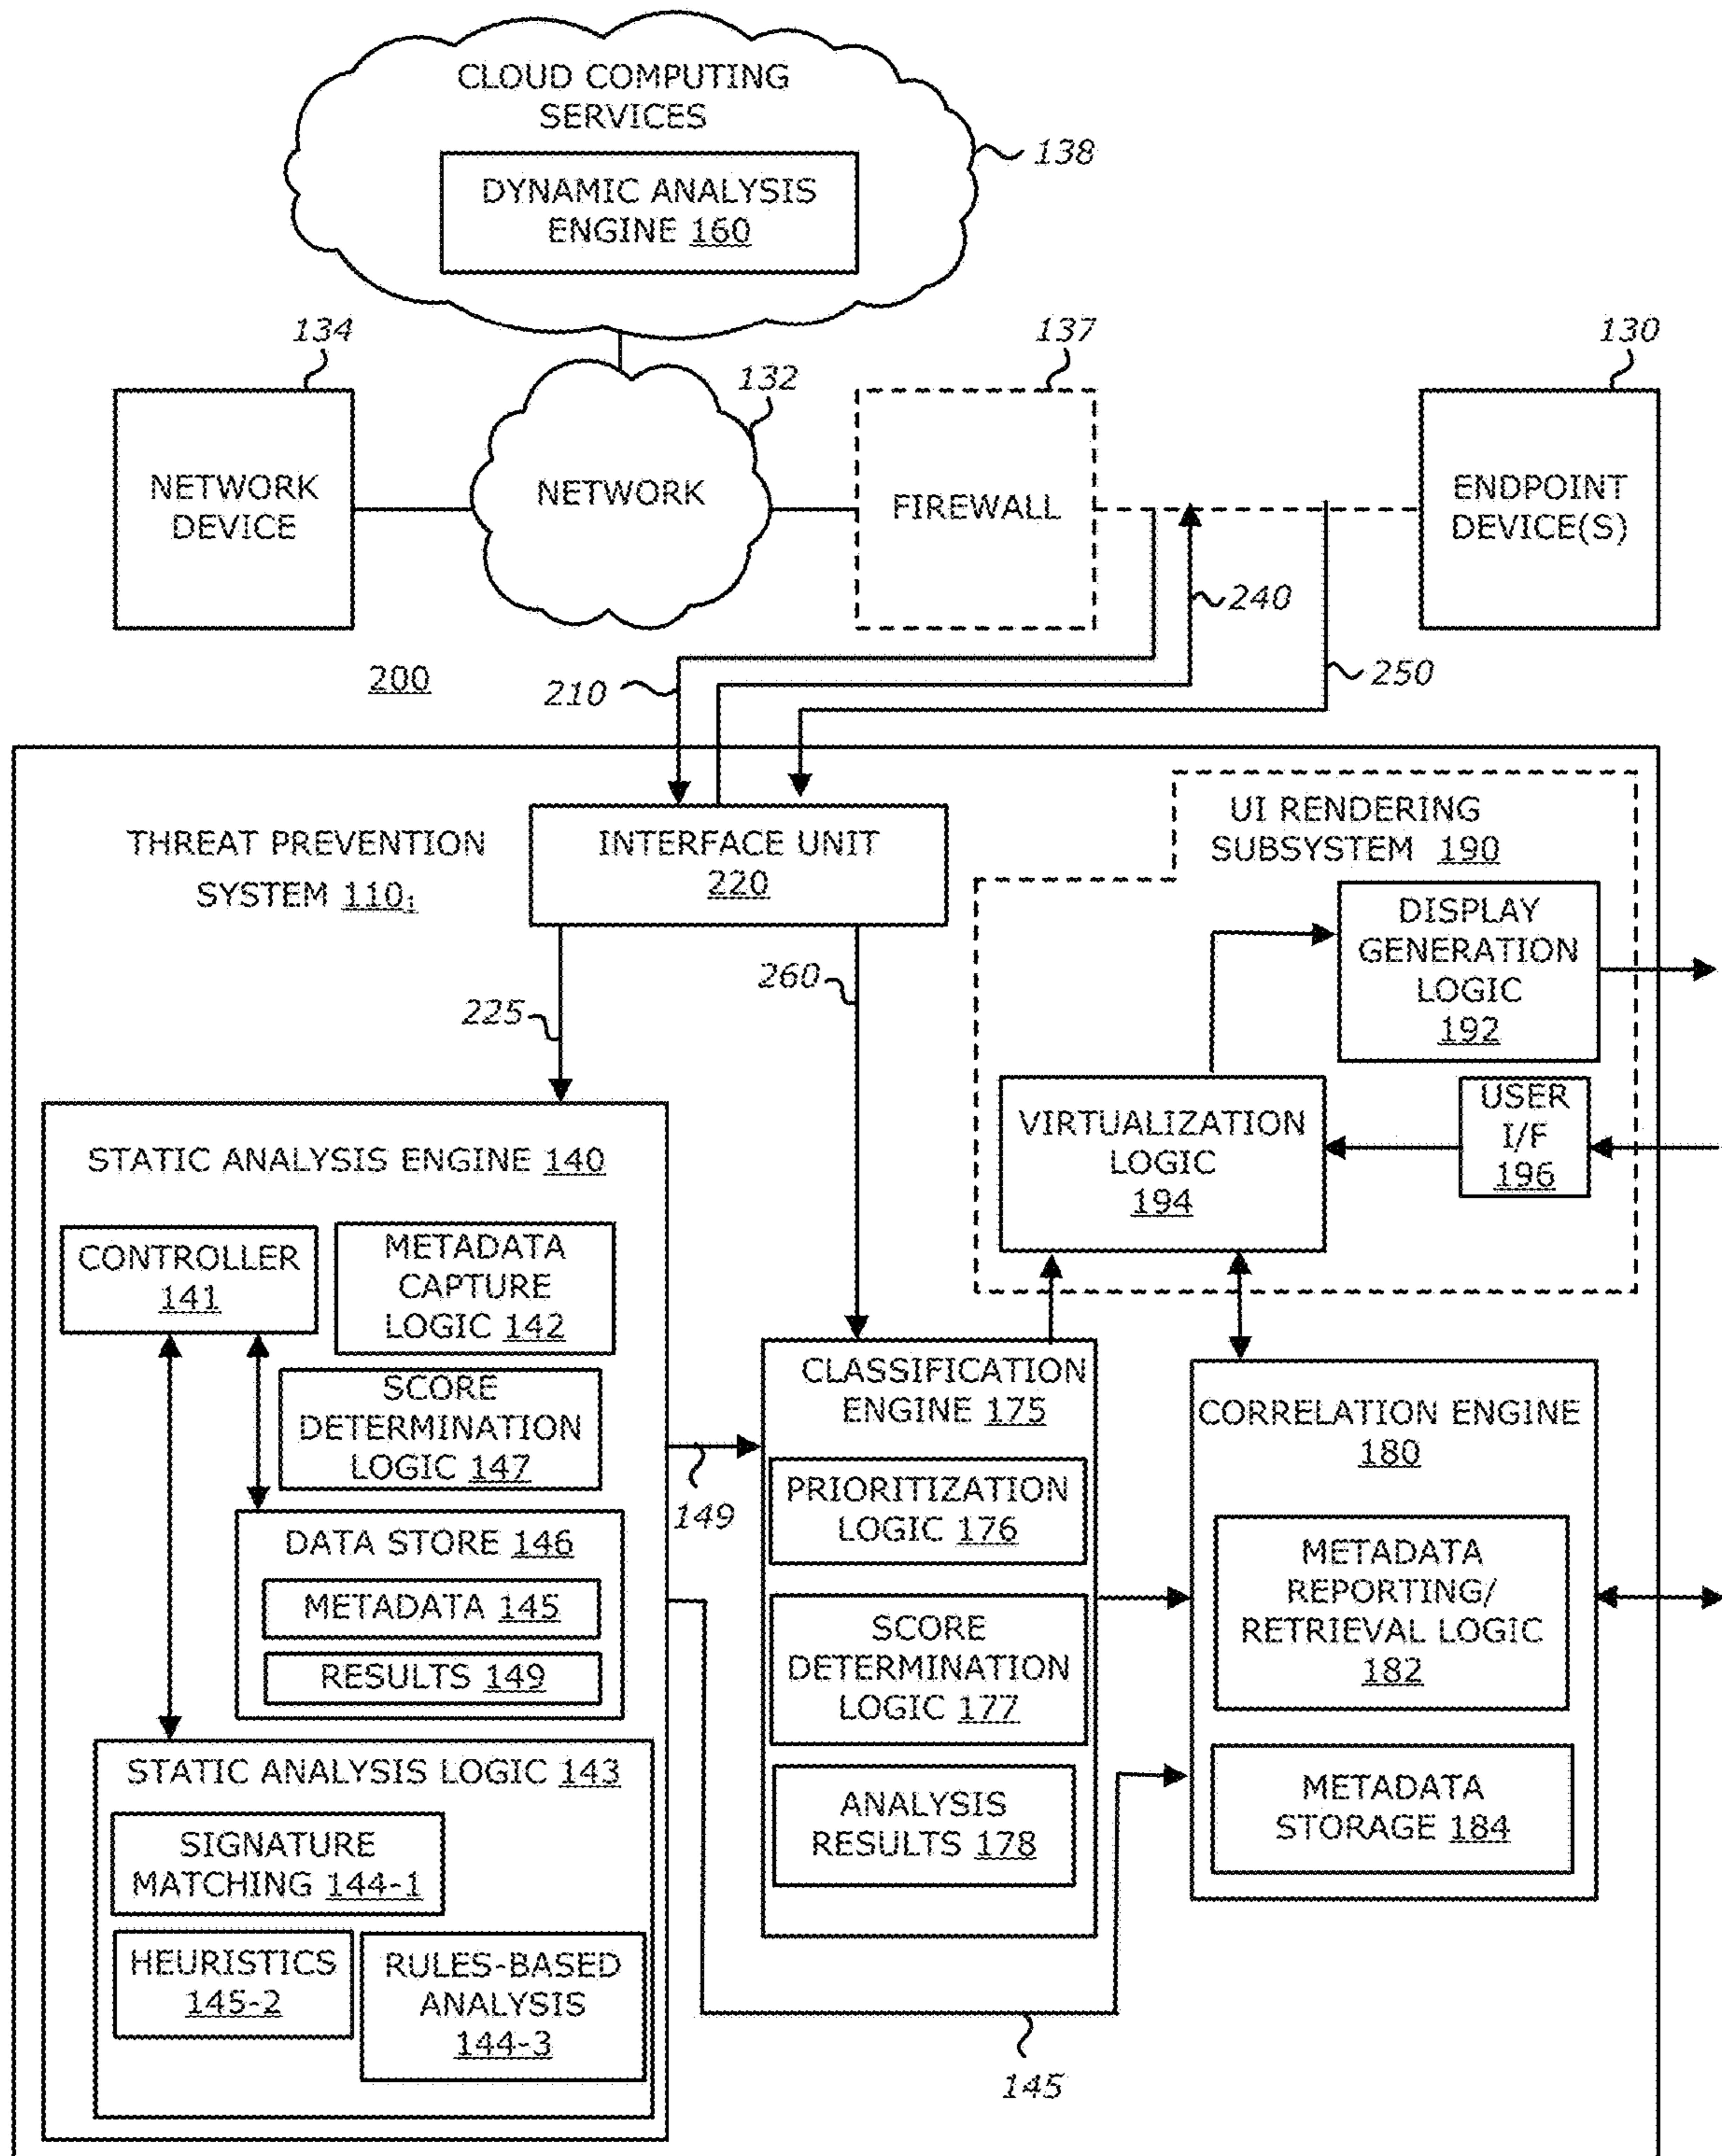 CLOUD COMPUTING
SERVICES
138
DYNAMIC ANALYSIS
ENGINE 160
134
137
130
132
NETWORK
DEVICE
NETWORK
FIREWALL
ENDPOINT
DEVICE(S)
240
200
210
250
THREAT PREVENTION
SYSTEM 1101
INTERFACE UNIT
220
UI RENDERING
SUBSYSTEM 190
DISPLAY
GENERATION
LOGIC
192
260
225
VIRTUALIZATION
LOGIC
194
USER
I/F
196
STATIC ANALYSIS ENGINE 140
CONTROLLER
141
METADATA
CAPTURE
LOGIC 142
SCORE
DETERMINATION
LOGIC 147
149
DATA STORE 146
METADATA 145
RESULTS 149
STATIC ANALYSIS LOGIC 143
SIGNATURE
MATCHING 144-1
HEURISTICS
145-2
RULES-BASED
ANALYSIS
144-3
CLASSIFICATION
ENGINE 175
PRIORITIZATION
LOGIC 176
SCORE
DETERMINATION
LOGIC 177
ANALYSIS
RESULTS 178
CORRELATION ENGINE
180
METADATA
REPORTING/
RETRIEVAL LOGIC
182
METADATA
STORAGE 184
145